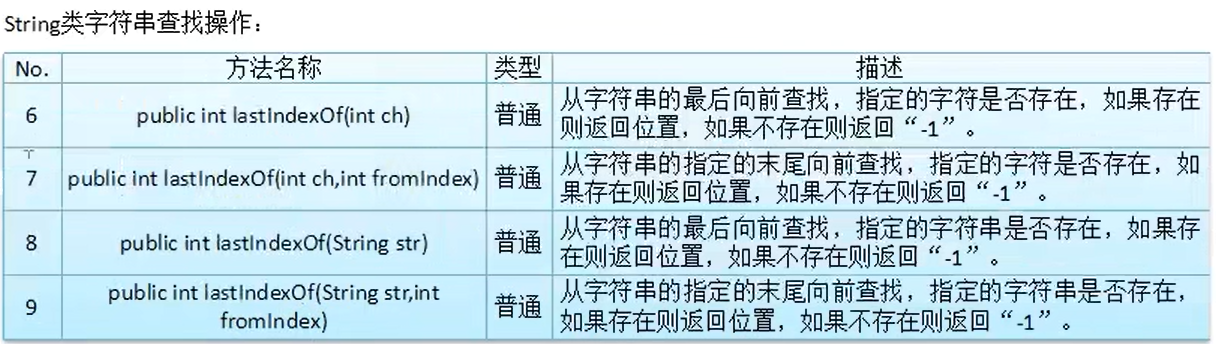 String类字符串查找操作：
No. 方法名称 类型 描述
6 public int lastIndexOf(int ch) 普通 从字符串的最后向前查找，指定的字符是否存在，如果存在
则返回位置，如果不存在则返回“-1”。
7 public int lastIndexOf(int ch,int fromIndex) 普通 从字符串的指定的末尾向前查找，指定的字符是否存在，如
果存在则返回位置，如果不存在则返回“-1”。
8 public int lastIndexOf(String str) 普通 从字符串的最后向前查找，指定的字符串是否存在，如果存
在则返回位置，如果不存在则返回“-1”。
9 public int lastIndexOf(String str,int 普通 从字符串的指定的末尾向前查找，指定的字符串是否存在，
fromIndex) 如果存在则返回位置，如果不存在则返回“-1”。